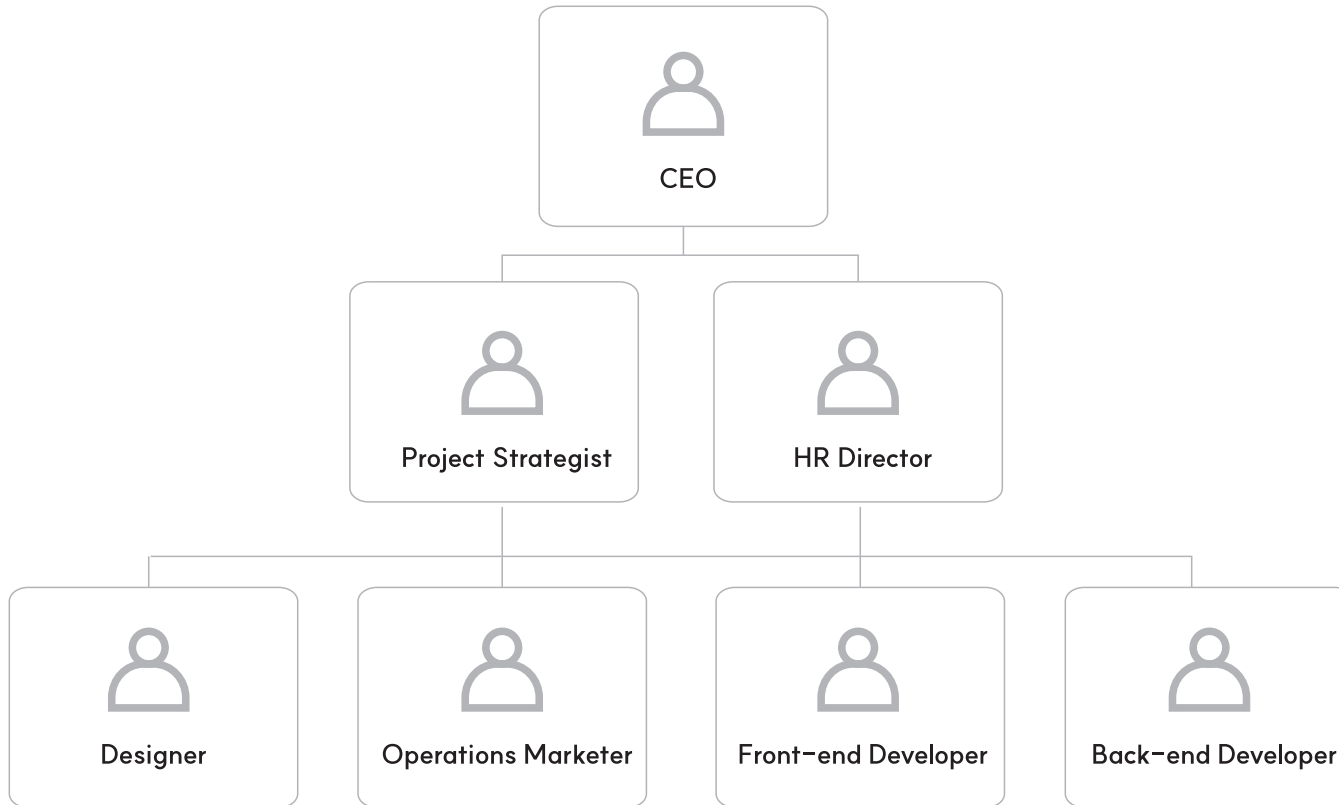 CEO
Project Strategist
HR Director
Designer
Operations Marketer
Front-end Developer
Back-end Developer